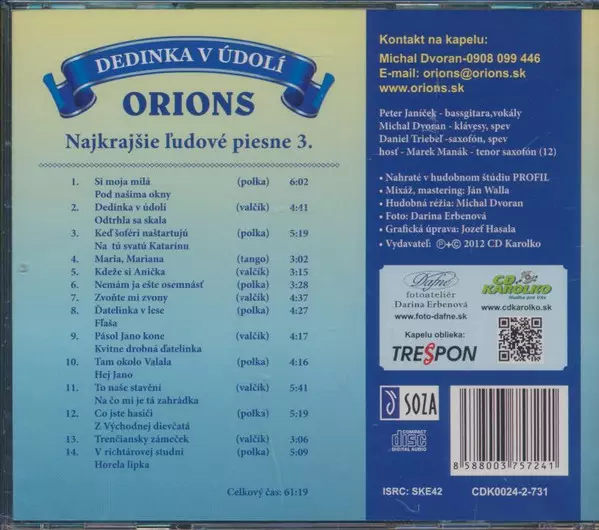 DEDINKA V ÚDOLÍ
ORIONS
Najkrajšie ľudové piesne 3.
1. Si moja milá (polka) 6:02
Pod našima okny
2. Dedinka v údolí (valčík) 4:41
Odtrhla sa skala
3. Keď šoféri naštartujú (polka) 5:19
Na tú svatú Katarínu
4. Maria, Mariana (tango) 3:02
5. Kdeže si Anička (valčík) 3:15
6. Nemám ja ešte osemnásť (polka) 3:28
7. Zvoňte mi zvony (valčík) 4:37
8. Ďatelinka v lese (polka) 4:27
Fľaša
9. Pásol Jano kone (valčík) 4:17
Kvitne drobná ďatelinka
10. Tam okolo Valala (polka) 4:16
Hej Jano
11. To naše stavění (valčík) 5:41
Na čo mi je tá zahrádka
12. Co jste hasiči (polka) 5:19
Z Východnej dievčatá
13. Trenčiansky zámeček (valčík) 3:06
14. V richtárovej studni (polka) 5:09
Horela lipka
Celkový čas: 61:19
Kontakt na kapelu:
Michal Dvoran-0908 099 446
E-mail: orions@orions.sk
www.orions.sk
Peter Janíček - bassgitara,vokály
Michal Dvoran - klávesy, spev
Daniel Triebeľ -saxofón, spev
hosť - Marek Maňák - tenor saxofón (12)
• Nahraté v hudobnom štúdiu PROFIL
• Mixáž, mastering: Ján Walla
• Hudobná réžia: Michal Dvoran
• Foto: Darina Erbenová
• Grafická úprava: Jozef Hasala
• Vydavateľ: ℗+© 2012 CD Karolko
Dafne
fotoateliér
Darina Erbenová
www.foto-dafne.sk
CD KAROLKO
Hudba pre Vás
www.cdkarolko.sk
Kapelu oblieka:
TRESPON
SOZA
COMPACT
disc
DIGITAL AUDIO
8 588003 757241
ISRC: SKE42
CDK0024-2-731